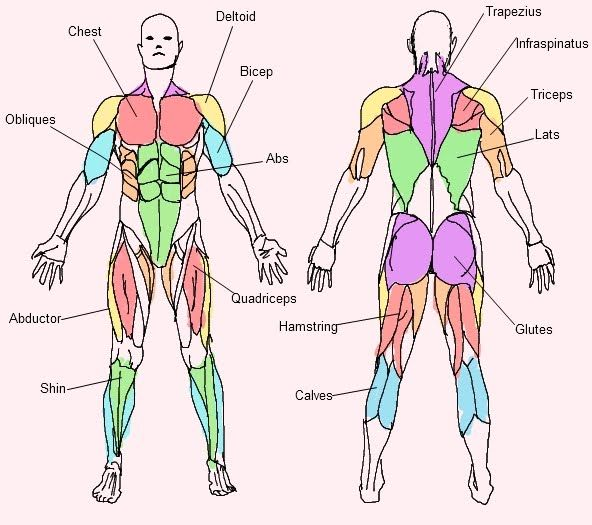 Chest
Deltoid
Bicep
Obliques
Abs
Quadriceps
Abductor
Shin
Trapezius
Infraspinatus
Triceps
Lats
Hamstring
Glutes
Calves